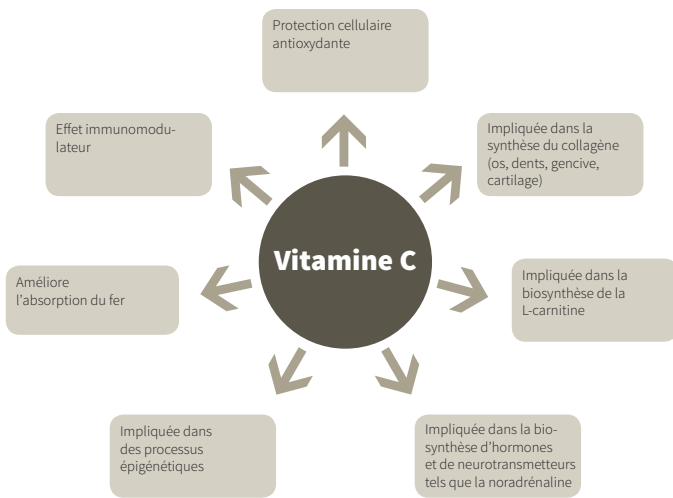 Protection cellulaire
antioxydante
Effet immunomodu-
lateur
Impliquée dans la
synthèse du collagène
(os, dents, gencive,
cartilage)
Vitamine C
Améliore
l'absorption du fer
Impliquée dans la
biosynthèse de la
L-carnitine
Impliquée dans
des processus
épigénétiques
Impliquée dans la bio-
synthèse d'hormones
et de neurotransmetteurs
tels que la noradrénaline